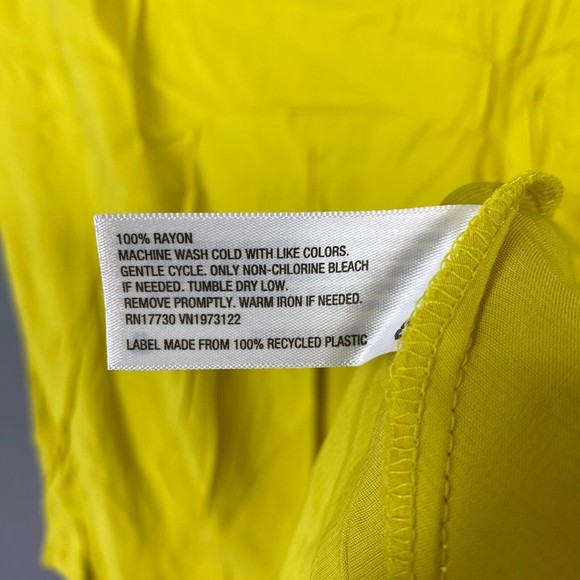 100% RAYON
MACHINE WASH COLD WITH LIKE COLORS.
GENTLE CYCLE. ONLY NON-CHLORINE BLEACH
IF NEEDED. TUMBLE DRY LOW.
REMOVE PROMPTLY. WARM IRON IF NEEDED.
RN17730 VN1973122
LABEL MADE FROM 100% RECYCLED PLASTIC